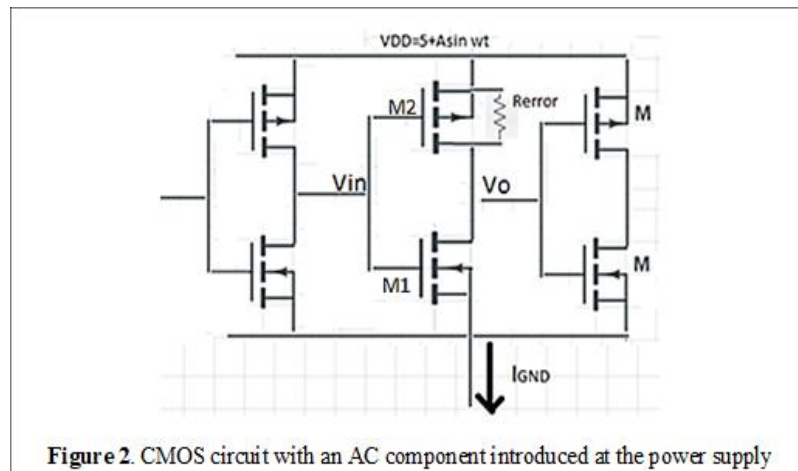 VDD=5+Asin wt
M2
Rerror
M
Vin
Vo
M1
M
IGND
Figure 2. CMOS circuit with an AC component introduced at the power supply